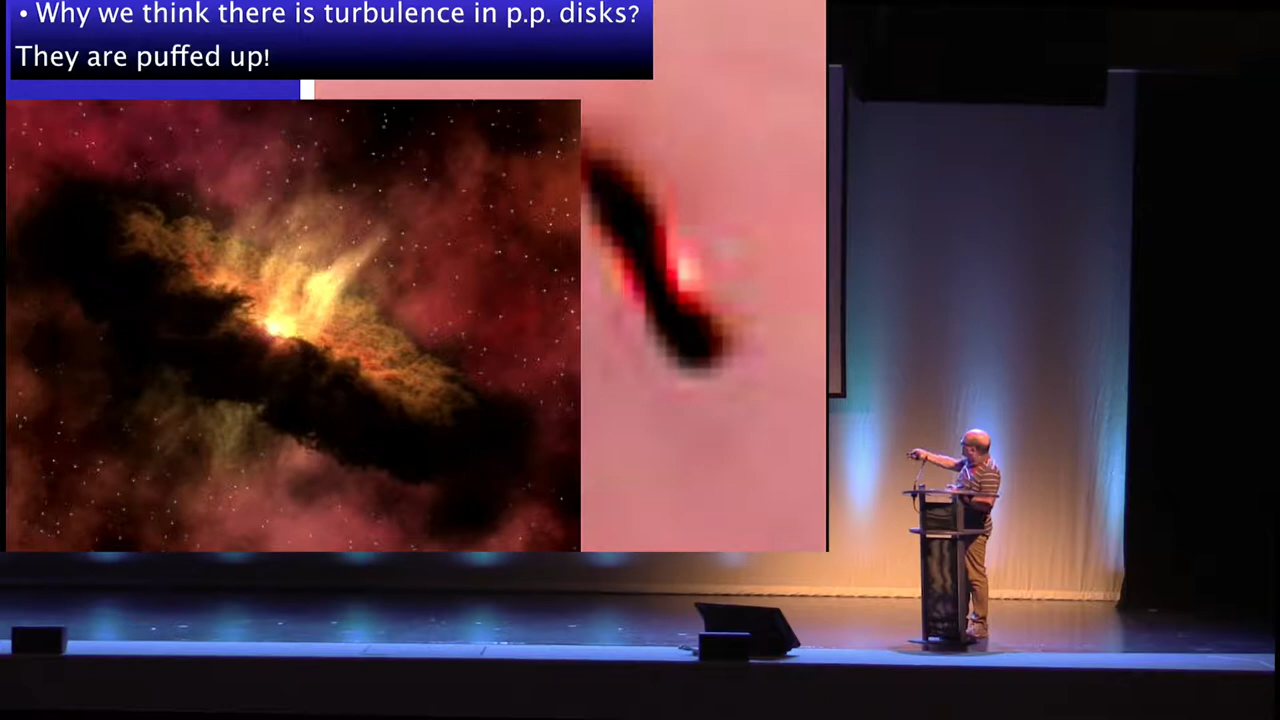 • Why we think there is turbulence in p.p. disks?
They are puffed up!